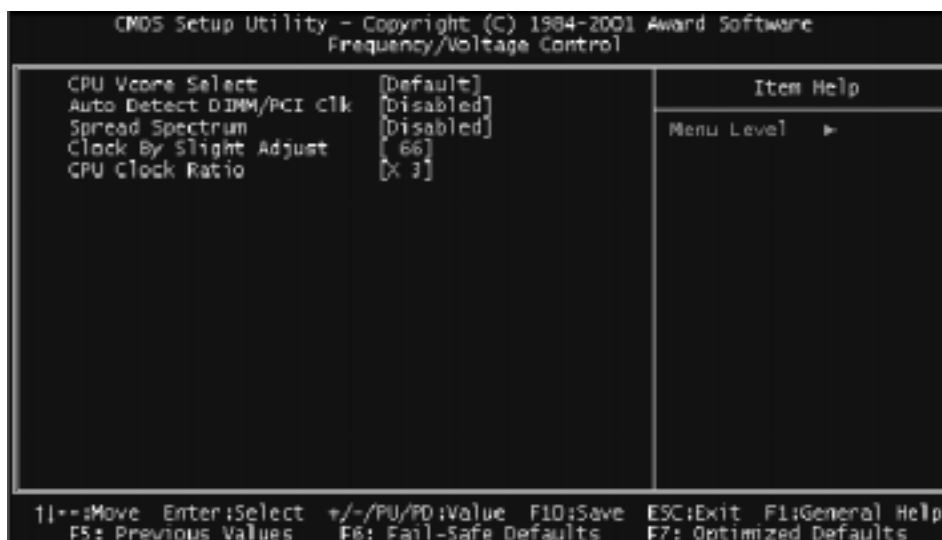 CMOS Setup Utility – Copyright (C) 1984-2001 Award Software
Frequency/Voltage Control
CPU Vcore Select [Default]
Auto Detect DIMM/PCI Clk [Disabled]
Spread Spectrum [Disabled]
Clock By Slight Adjust [ 66]
CPU Clock Ratio [X 3]
Item Help
Menu Level ►
↑↓←→:Move Enter:Select +/-/PU/PD:Value F10:Save ESC:Exit F1:General Help
F5: Previous Values F6: Fail-Safe Defaults F7: Optimized Defaults